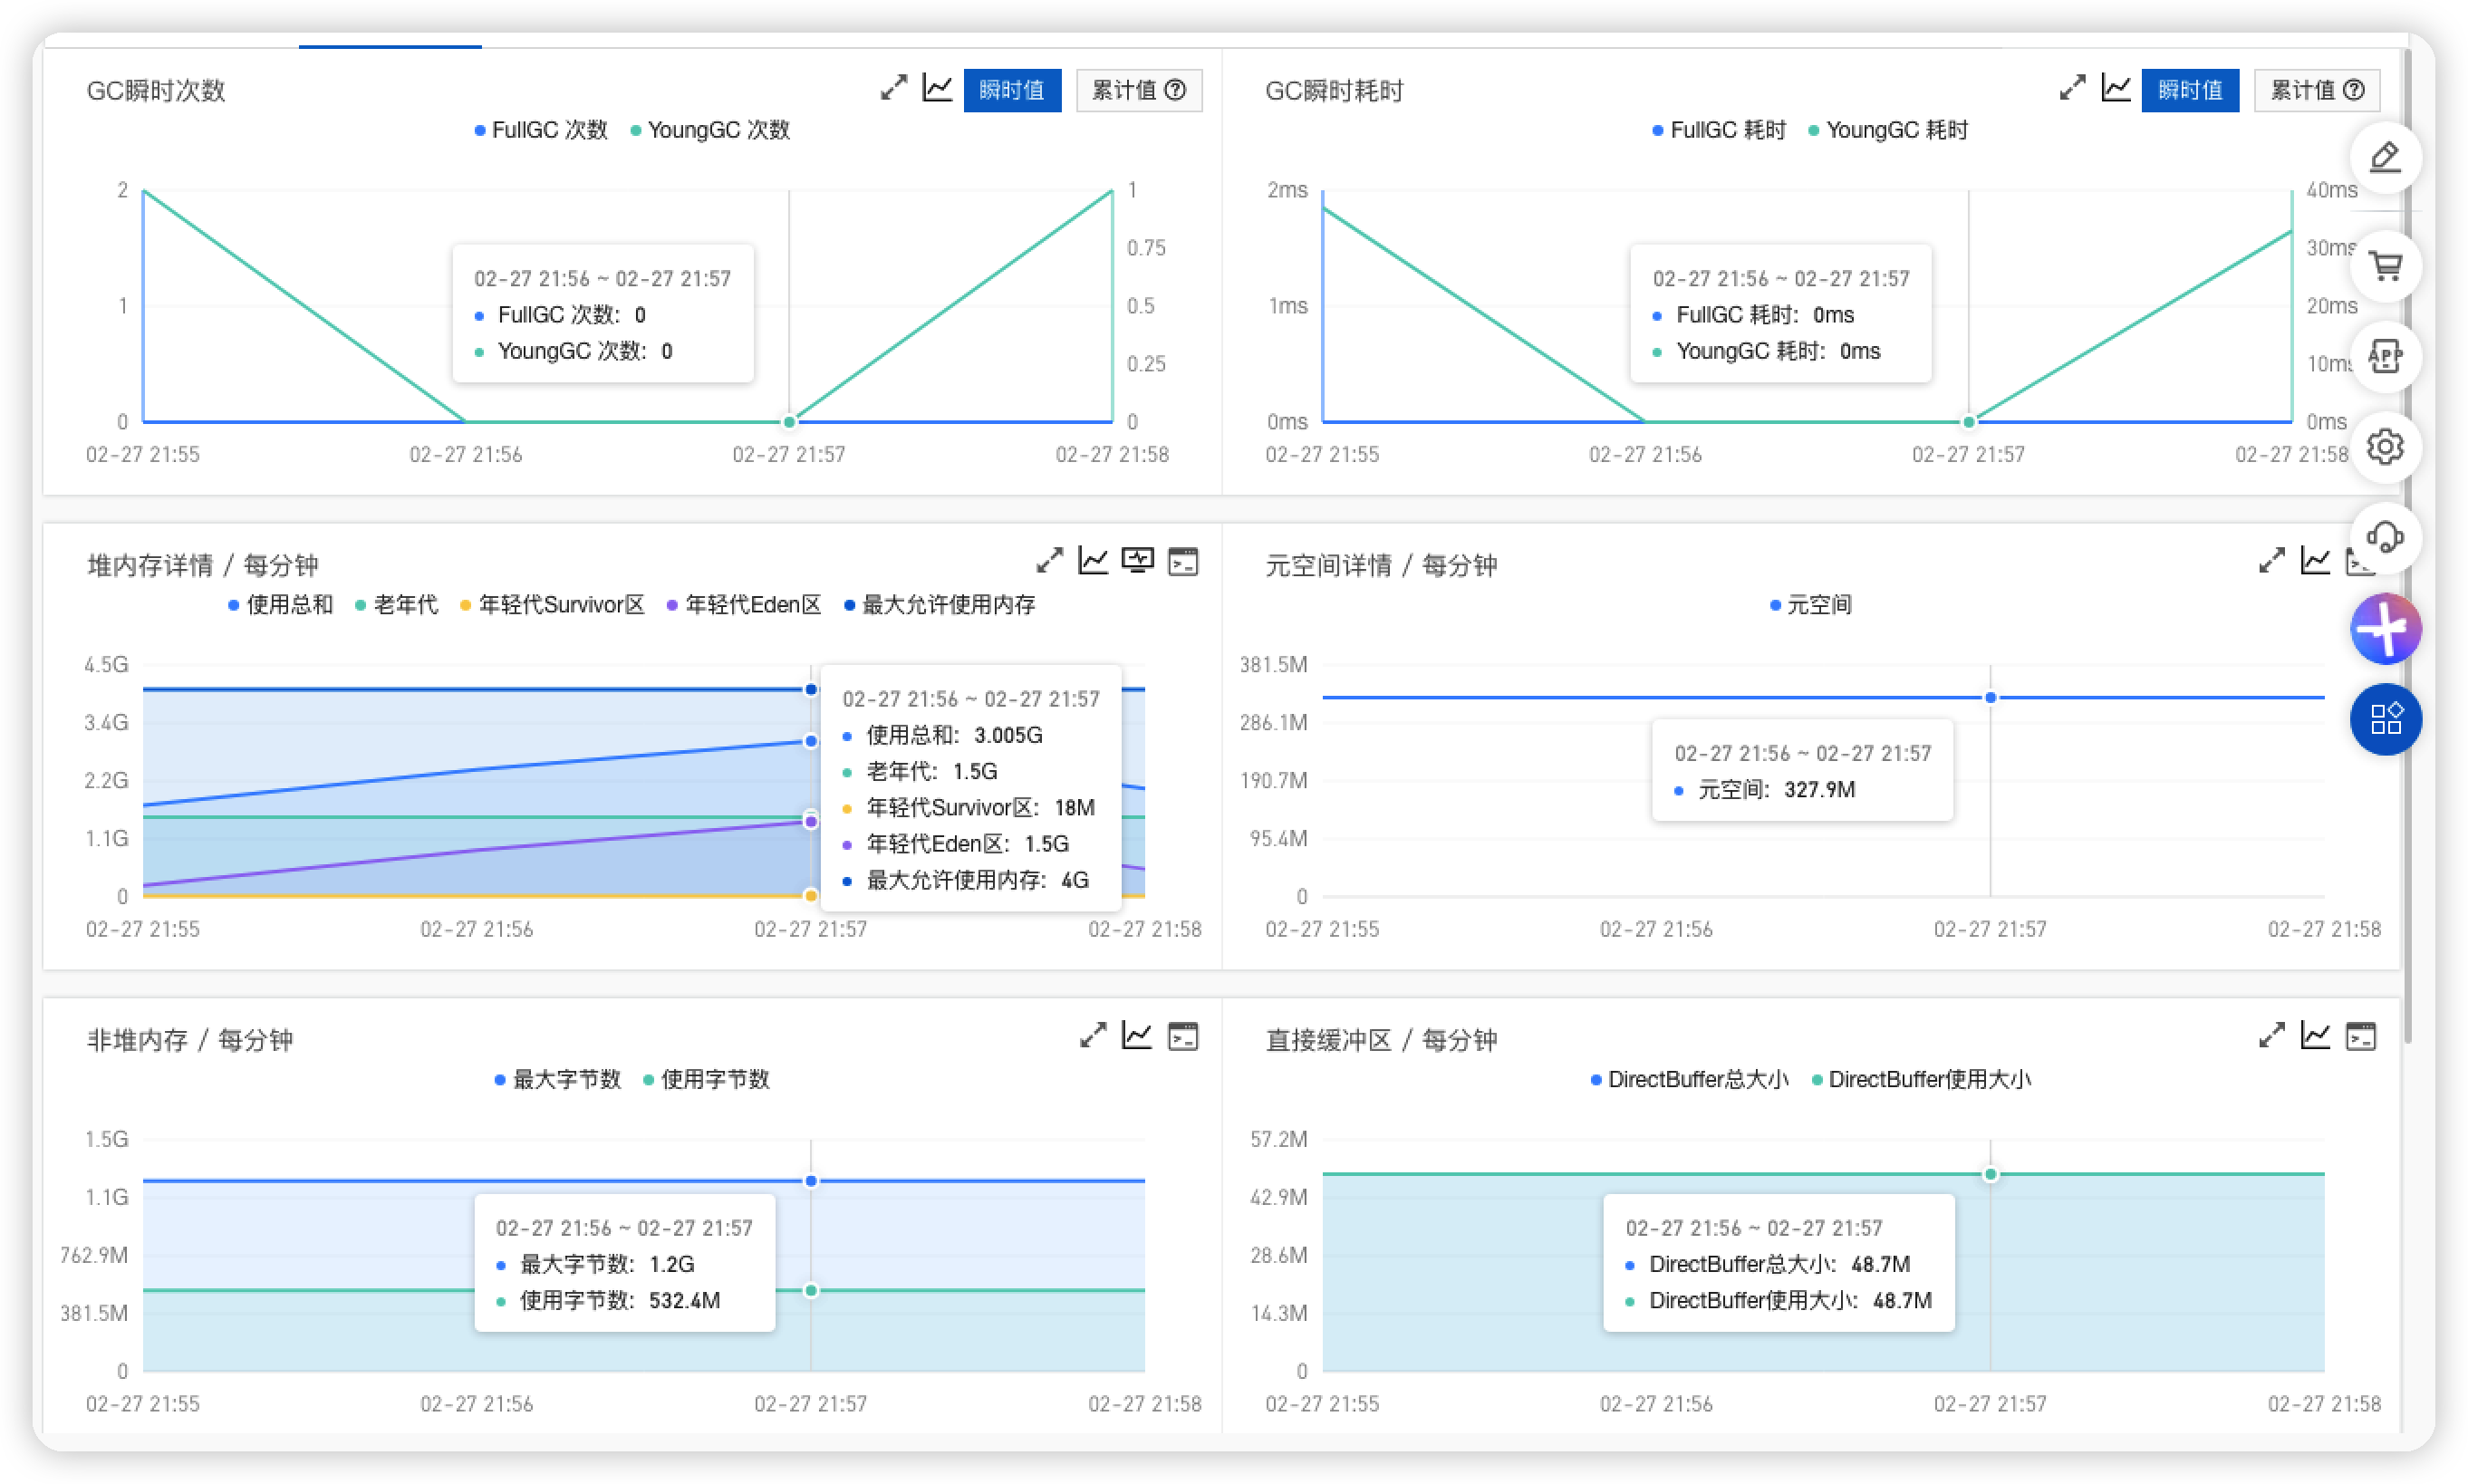 GC瞬时次数
瞬时值
累计值
FullGC 次数 YoungGC 次数
2
1
0
1
0.75
0.5
0.25
0
02-27 21:56 ~ 02-27 21:57
FullGC 次数: 0
YoungGC 次数: 0
02-27 21:55 02-27 21:56 02-27 21:57 02-27 21:58
GC瞬时耗时
瞬时值
累计值
FullGC 耗时 YoungGC 耗时
2ms
1ms
0ms
40ms
30ms
20ms
10ms
0ms
02-27 21:56 ~ 02-27 21:57
FullGC 耗时: 0ms
YoungGC 耗时: 0ms
02-27 21:55 02-27 21:56 02-27 21:57 02-27 21:58
APP
堆内存详情 / 每分钟
使用总和 老年代 年轻代Survivor区 年轻代Eden区 最大允许使用内存
4.5G
3.4G
2.2G
1.1G
0
02-27 21:56 ~ 02-27 21:57
使用总和: 3.005G
老年代: 1.5G
年轻代Survivor区: 18M
年轻代Eden区: 1.5G
最大允许使用内存: 4G
02-27 21:55 02-27 21:56 02-27 21:57 02-27 21:58
元空间详情 / 每分钟
元空间
381.5M
286.1M
190.7M
95.4M
0
02-27 21:56 ~ 02-27 21:57
元空间: 327.9M
02-27 21:55 02-27 21:56 02-27 21:57 02-27 21:58
非堆内存 / 每分钟
最大字节数 使用字节数
1.5G
1.1G
762.9M
381.5M
0
02-27 21:56 ~ 02-27 21:57
最大字节数: 1.2G
使用字节数: 532.4M
02-27 21:55 02-27 21:56 02-27 21:57 02-27 21:58
直接缓冲区 / 每分钟
DirectBuffer总大小 DirectBuffer使用大小
57.2M
42.9M
28.6M
14.3M
0
02-27 21:56 ~ 02-27 21:57
DirectBuffer总大小: 48.7M
DirectBuffer使用大小: 48.7M
02-27 21:55 02-27 21:56 02-27 21:57 02-27 21:58